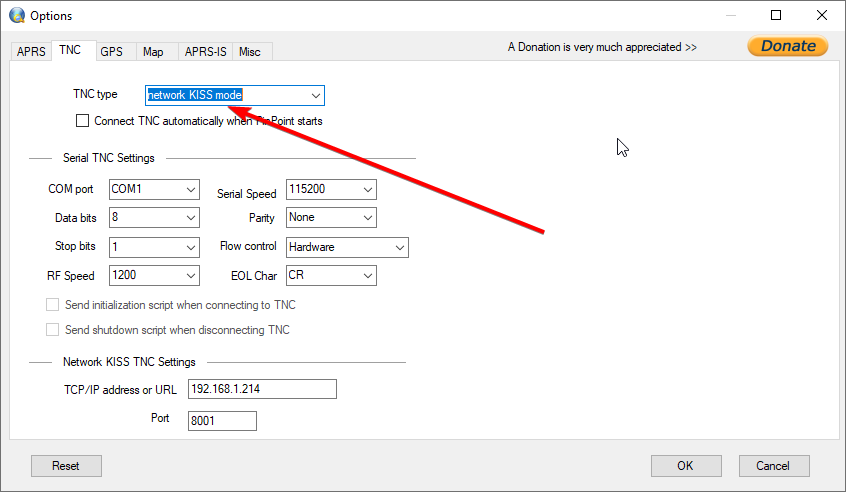 Options
APRS TNC GPS Map APRS-IS Misc A Donation is very much appreciated >> Donate
TNC type network KISS mode
Connect TNC automatically when PinPoint starts
Serial TNC Settings
COM port COM1 Serial Speed 115200
Data bits 8 Parity None
Stop bits 1 Flow control Hardware
RF Speed 1200 EOL Char CR
Send initialization script when connecting to TNC
Send shutdown script when disconnecting TNC
Network KISS TNC Settings
TCP/IP address or URL 192.168.1.214
Port 8001
Reset OK Cancel